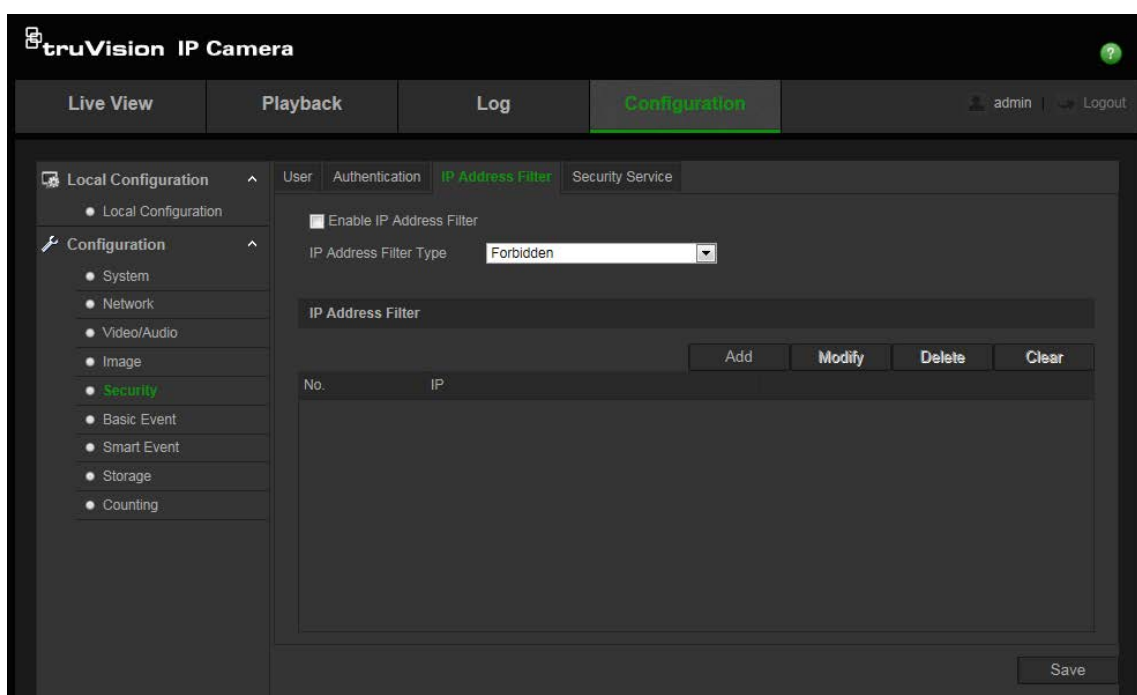 truVision IP Camera
?
Live View Playback Log Configuration admin | Logout
Local Configuration
Local Configuration
Configuration
System
Network
Video/Audio
Image
Security
Basic Event
Smart Event
Storage
Counting
User Authentication IP Address Filter Security Service
Enable IP Address Filter
IP Address Filter Type Forbidden
IP Address Filter
Add Modify Delete Clear
No. IP
Save